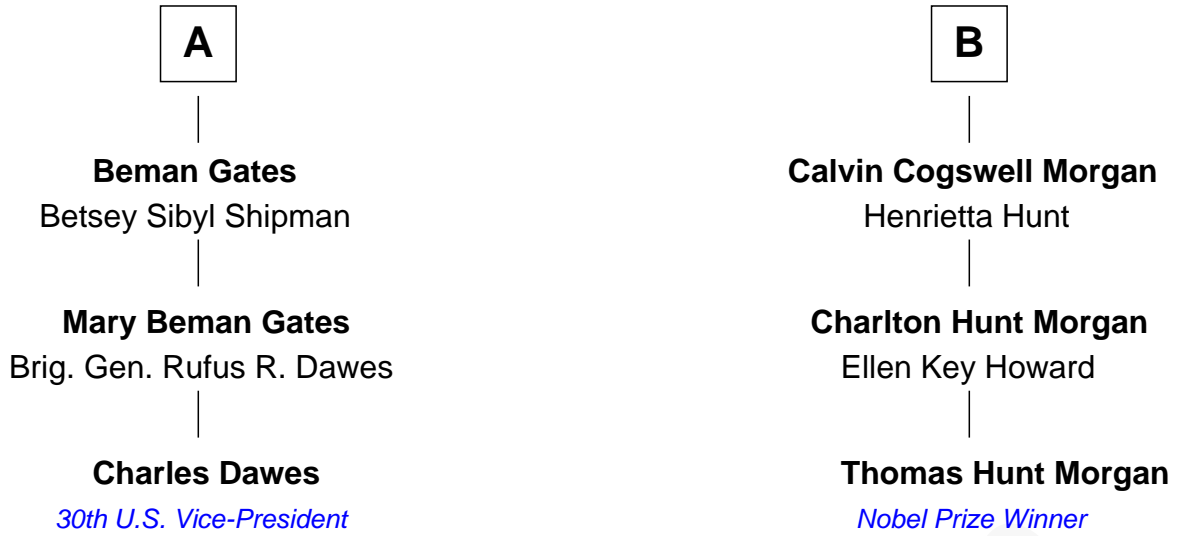 A
Beman Gates
Betsey Sibyl Shipman
Mary Beman Gates
Brig. Gen. Rufus R. Dawes
Charles Dawes
30th U.S. Vice-President
B
Calvin Cogswell Morgan
Henrietta Hunt
Charlton Hunt Morgan
Ellen Key Howard
Thomas Hunt Morgan
Nobel Prize Winner